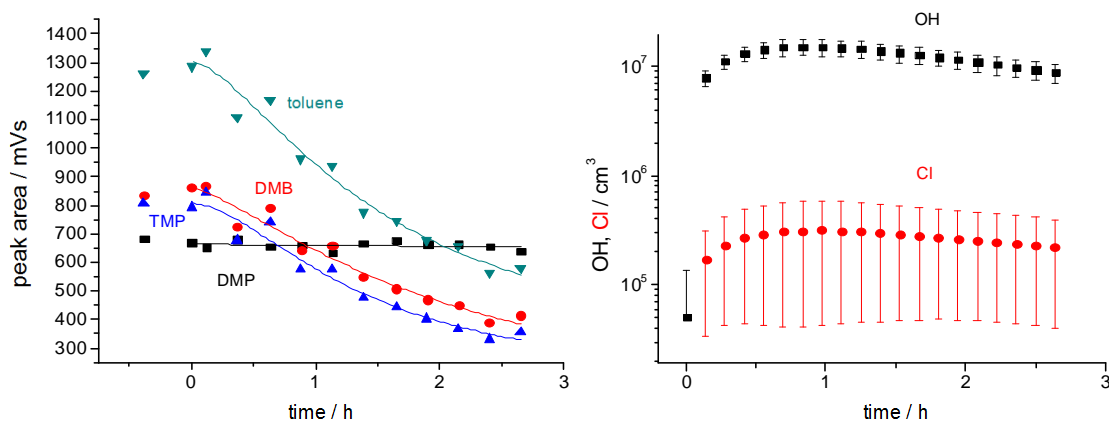 1400
1300
1200
1100
1000
900
800
700
600
500
400
300
peak area / mVs
toluene
DMB
TMP
DMP
0
1
2
3
time / h
OH
10^7
10^6
10^5
OH, Cl / cm^3
Cl
0
1
2
3
time / h